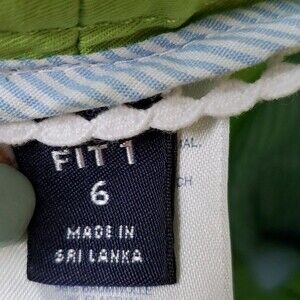 FIT 1
6
MADE IN
SRI LANKA